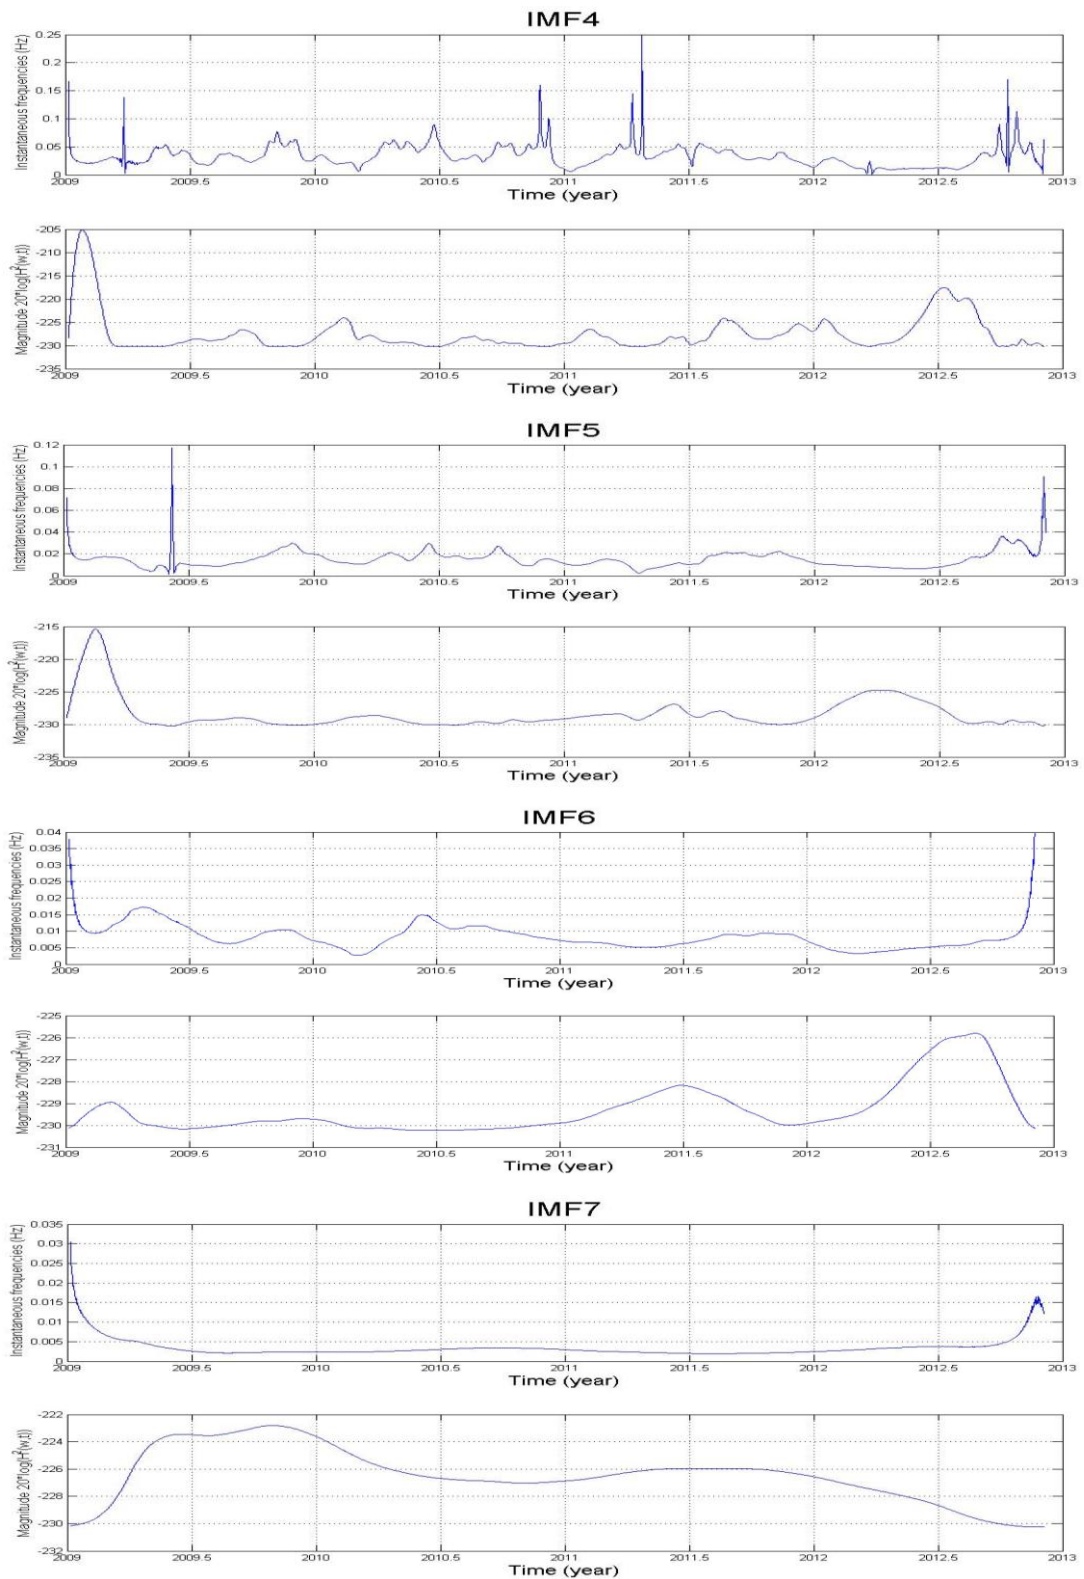 IMF4
Instantaneous frequencies (Hz)
0.25
0.2
0.15
0.1
0.05
0
2009 2009.5 2010 2010.5 2011 2011.5 2012 2012.5 2013
Time (year)
Magnitude 20*log(H²(w,t))
-205
-210
-215
-220
-225
-230
-235
2009 2009.5 2010 2010.5 2011 2011.5 2012 2012.5 2013
Time (year)
IMF5
Instantaneous frequencies (Hz)
0.12
0.1
0.08
0.06
0.04
0.02
0
2009 2009.5 2010 2010.5 2011 2011.5 2012 2012.5 2013
Time (year)
Magnitude 20*log(H²(w,t))
-215
-220
-225
-230
-235
2009 2009.5 2010 2010.5 2011 2011.5 2012 2012.5 2013
Time (year)
IMF6
Instantaneous frequencies (Hz)
0.04
0.035
0.03
0.025
0.02
0.015
0.01
0.005
0
2009 2009.5 2010 2010.5 2011 2011.5 2012 2012.5 2013
Time (year)
Magnitude 20*log(H²(w,t))
-225
-226
-227
-228
-229
-230
-231
2009 2009.5 2010 2010.5 2011 2011.5 2012 2012.5 2013
Time (year)
IMF7
Instantaneous frequencies (Hz)
0.035
0.03
0.025
0.02
0.015
0.01
0.005
0
2009 2009.5 2010 2010.5 2011 2011.5 2012 2012.5 2013
Time (year)
Magnitude 20*log(H²(w,t))
-222
-224
-226
-228
-230
-232
2009 2009.5 2010 2010.5 2011 2011.5 2012 2012.5 2013
Time (year)